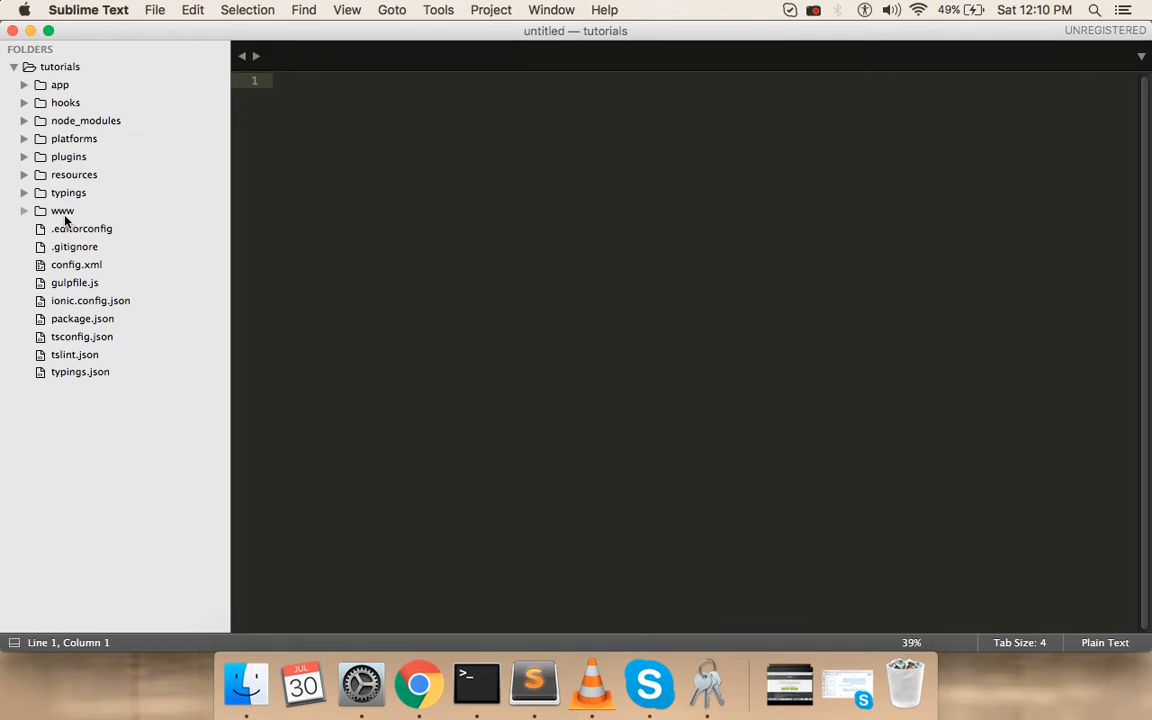 Sublime Text File Edit Selection Find View Goto Tools Project Window Help 49% Sat 12:10 PM
untitled — tutorials UNREGISTERED
FOLDERS
tutorials
app
hooks
node_modules
platforms
plugins
resources
typings
www
.editorconfig
.gitignore
config.xml
gulpfile.js
ionic.config.json
package.json
tsconfig.json
tslint.json
typings.json
1
Line 1, Column 1 39% Tab Size: 4 Plain Text
JUL
30